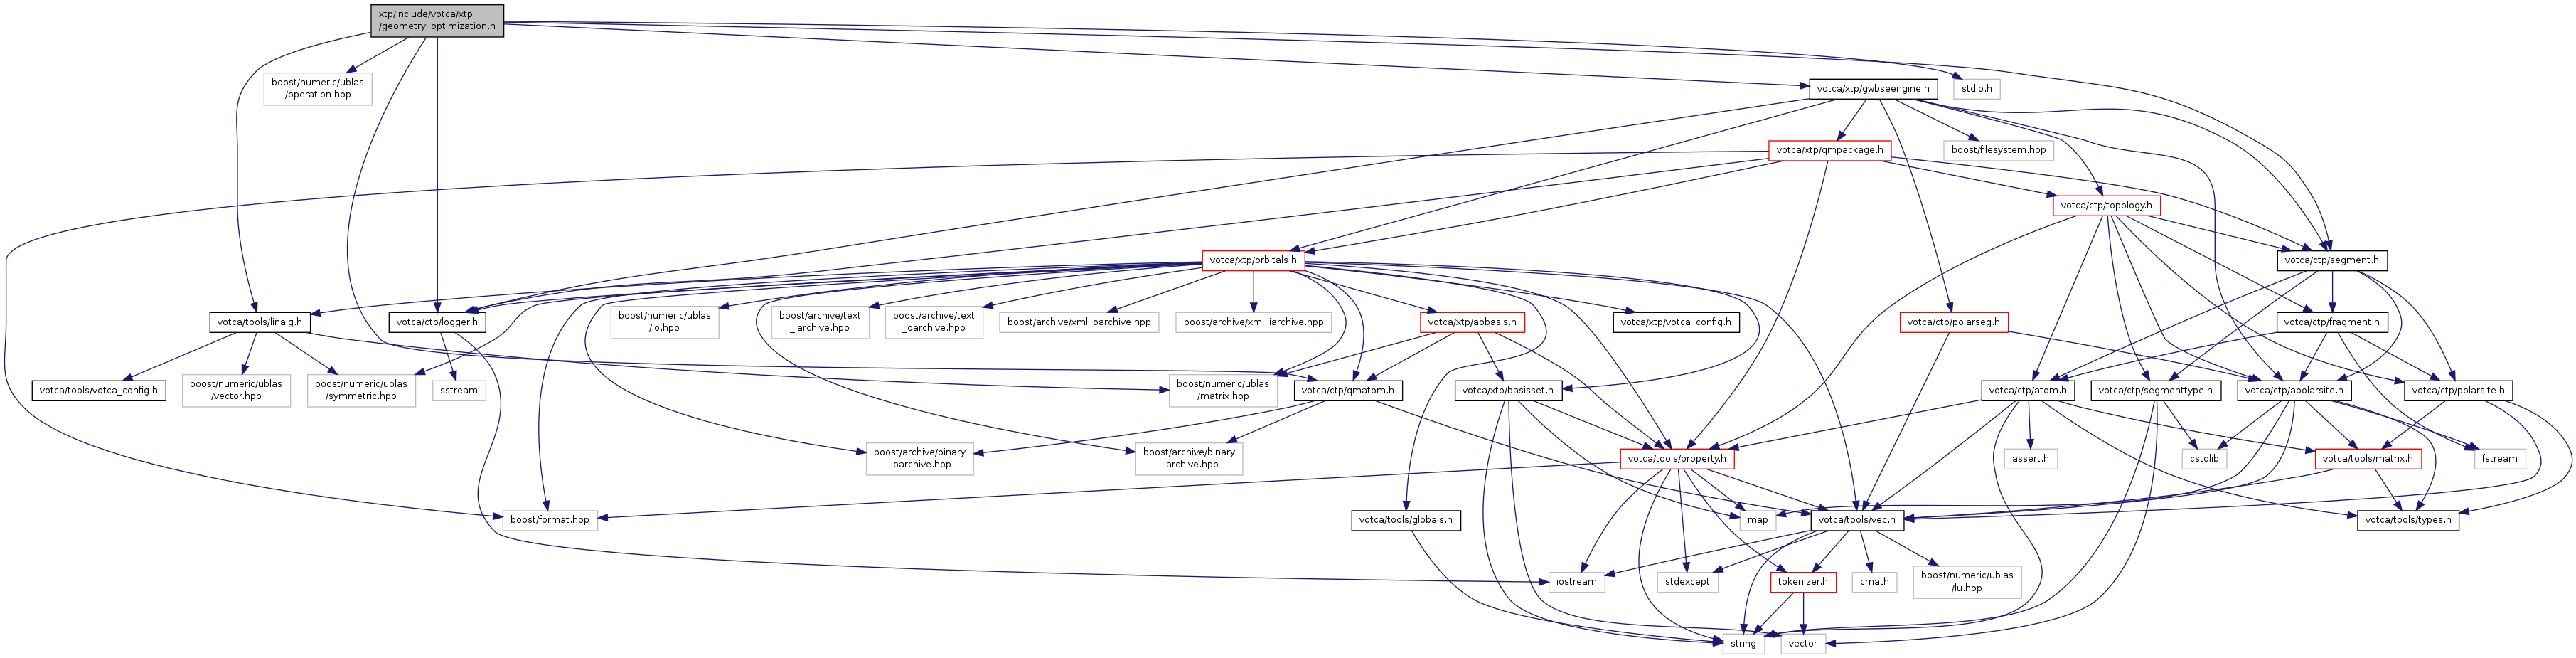 xtp/include/votca/xtp
/geometry_optimization.h
boost/numeric/ublas
/operation.hpp
votca/xtp/gwbseengine.h
stdio.h
votca/xtp/qmpackage.h
boost/filesystem.hpp
votca/ctp/topology.h
votca/xtp/orbitals.h
votca/ctp/segment.h
votca/tools/linalg.h
votca/ctp/logger.h
boost/numeric/ublas
/io.hpp
boost/archive/text
_iarchive.hpp
boost/archive/text
_oarchive.hpp
boost/archive/xml_oarchive.hpp
boost/archive/xml_iarchive.hpp
votca/xtp/aobasis.h
votca/xtp/votca_config.h
votca/ctp/polarseg.h
votca/ctp/fragment.h
votca/tools/votca_config.h
boost/numeric/ublas
/vector.hpp
boost/numeric/ublas
/symmetric.hpp
sstream
boost/numeric/ublas
/matrix.hpp
votca/ctp/qmatom.h
votca/xtp/basisset.h
votca/ctp/atom.h
votca/ctp/segmenttype.h
votca/ctp/apolarsite.h
votca/ctp/polarsite.h
boost/archive/binary
_oarchive.hpp
boost/archive/binary
_iarchive.hpp
votca/tools/property.h
assert.h
cstdlib
votca/tools/matrix.h
fstream
boost/format.hpp
votca/tools/globals.h
map
votca/tools/vec.h
votca/tools/types.h
iostream
stdexcept
tokenizer.h
cmath
boost/numeric/ublas
/lu.hpp
string
vector